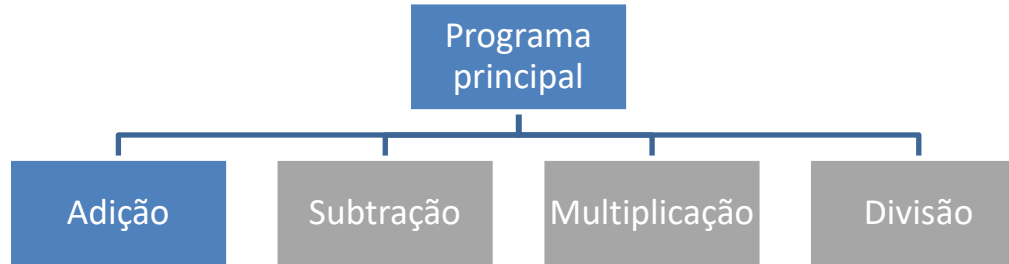 Programa
principal
Adição
Subtração
Multiplicação
Divisão